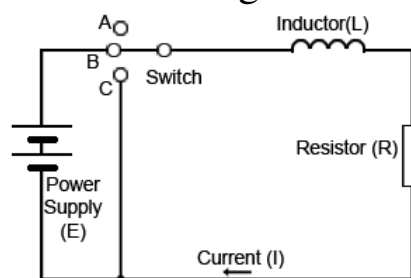 Inductor(L)
A
B
C
Switch
Resistor (R)
Power
Supply
(E)
Current (I)